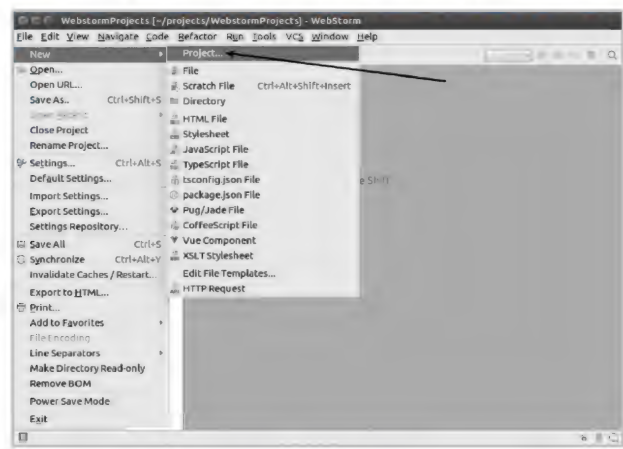 WebstormProjects [~/projects/WebstormProjects] - WebStorm
File Edit View Navigate Code Refactor Run Tools VCS Window Help
New
Open...
Open URL...
Save As.. Ctrl+Shift+S
Close Project
Rename Project...
Settings... Ctrl+Alt+S
Default Settings...
Import Settings...
Export Settings...
Settings Repository...
Save All Ctrl+S
Synchronize Ctrl+Alt+Y
Invalidate Caches / Restart...
Export to HTML...
Print...
Add to Favorites
File Encoding
Line Separators
Make Directory Read-only
Remove BOM
Power Save Mode
Exit
Project...
File
Scratch File Ctrl+Alt+Shift+Insert
Directory
HTML File
Stylesheet
JavaScript File
TypeScript File
tsconfig.json File
package.json File
Pug/Jade File
CoffeeScript File
Vue Component
XSLT Stylesheet
Edit File Templates...
HTTP Request
e Shift